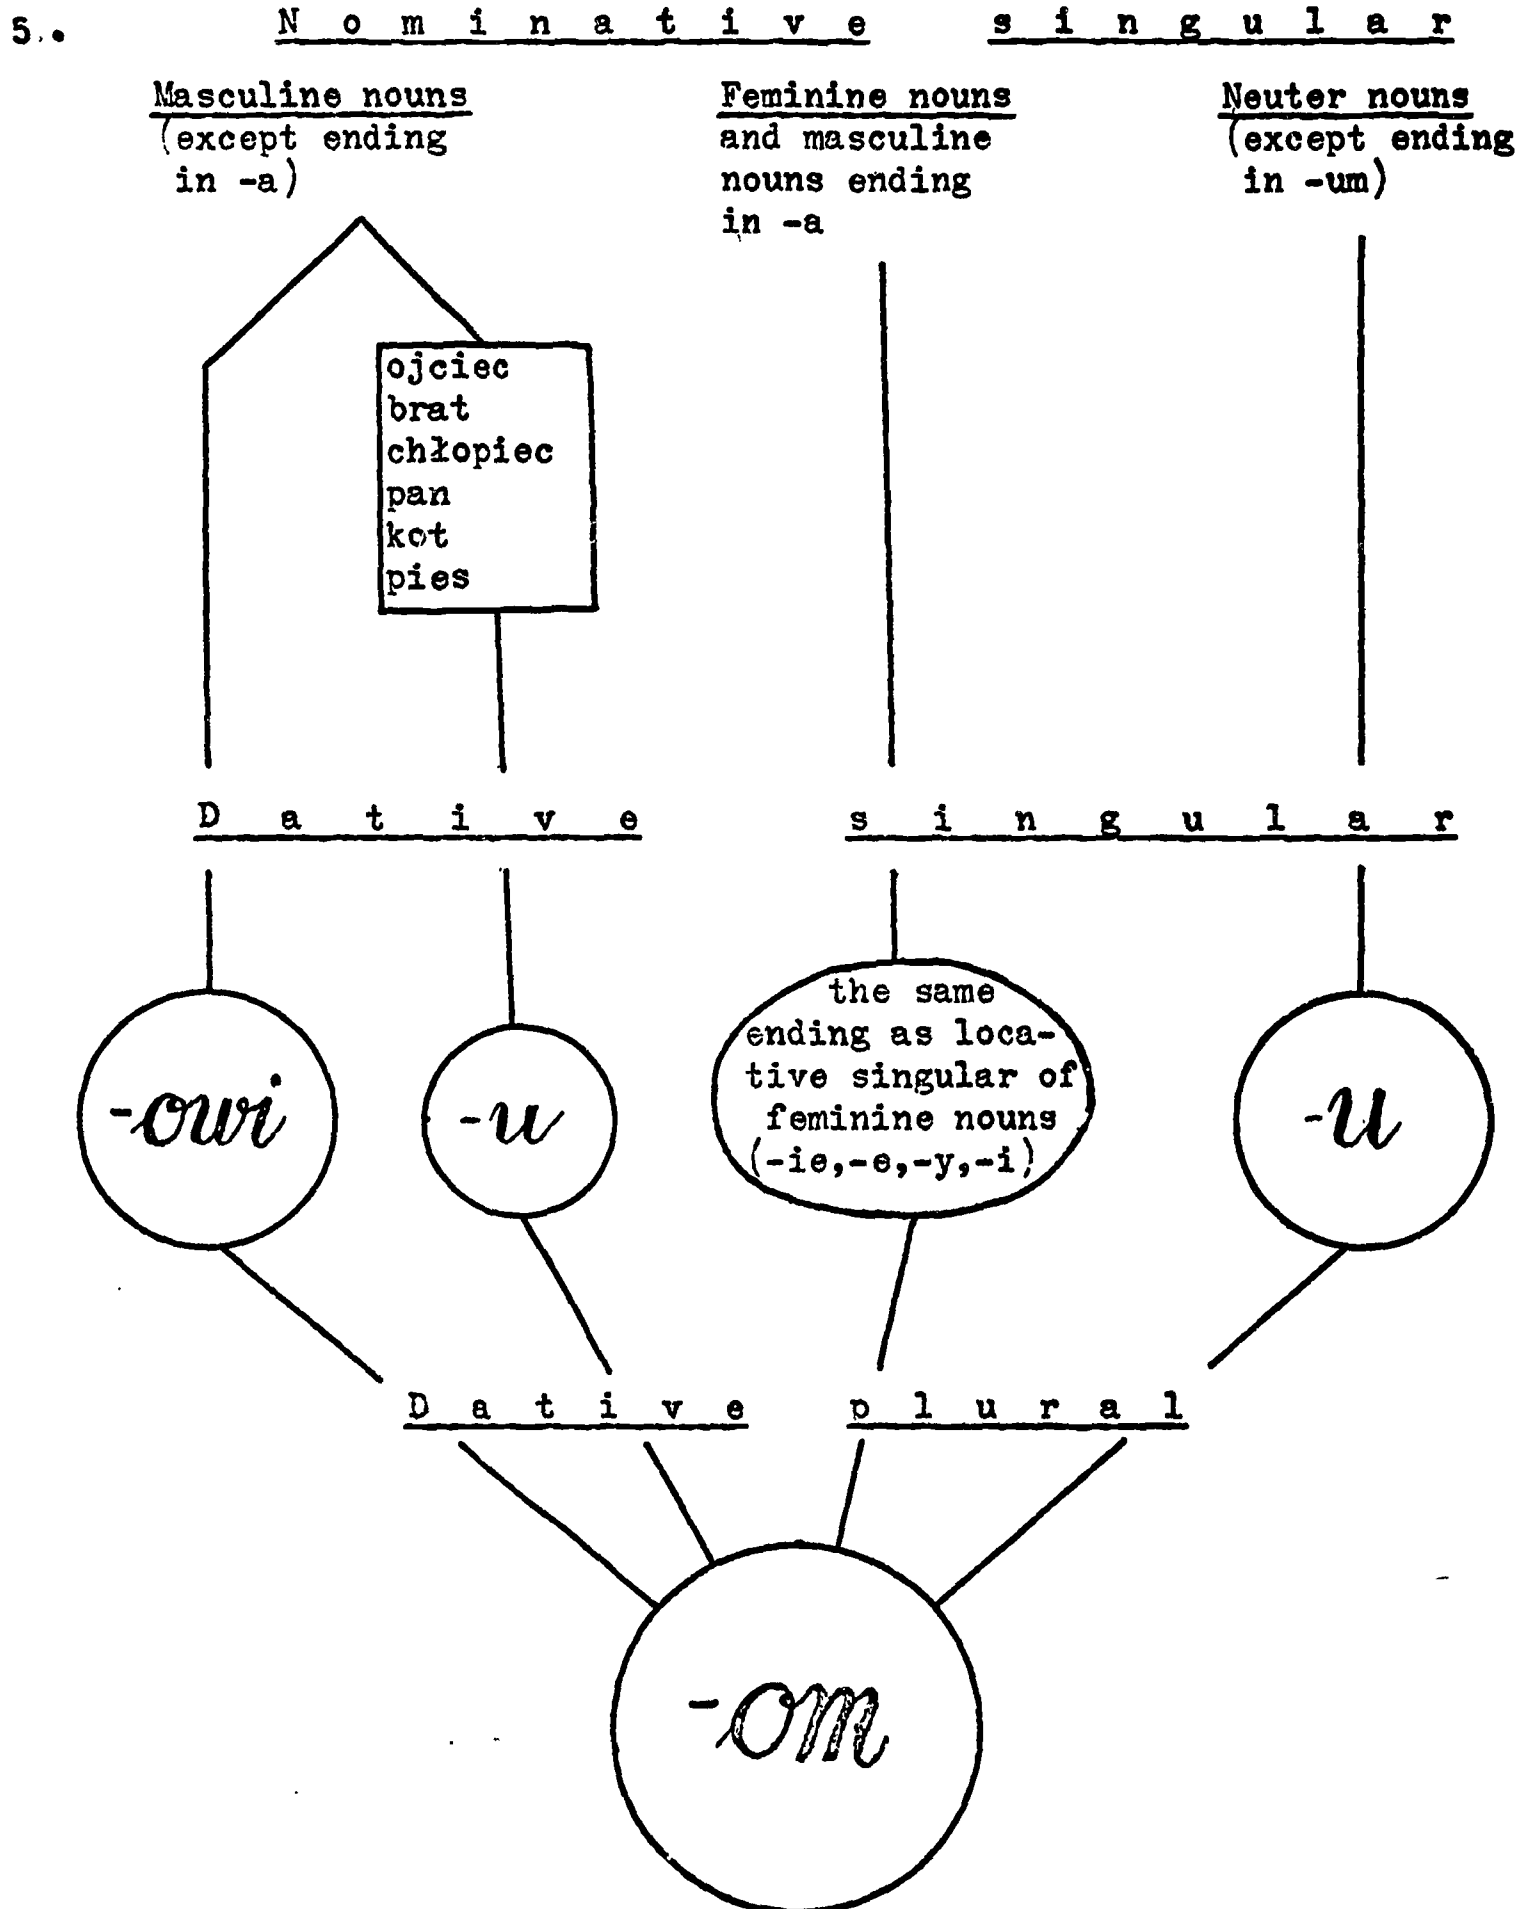 5. N o m i n a t i v e s i n g u l a r
Masculine nouns
(except ending
in -a)
Feminine nouns
and masculine
nouns ending
in -a
Neuter nouns
(except ending
in -um)
ojciec
brat
chłopiec
pan
kot
pies
D a t i v e s i n g u l a r
-owi
-u
the same
ending as loca-
tive singular of
feminine nouns
(-ie,-e,-y,-i)
-u
D a t i v e p l u r a l
-om